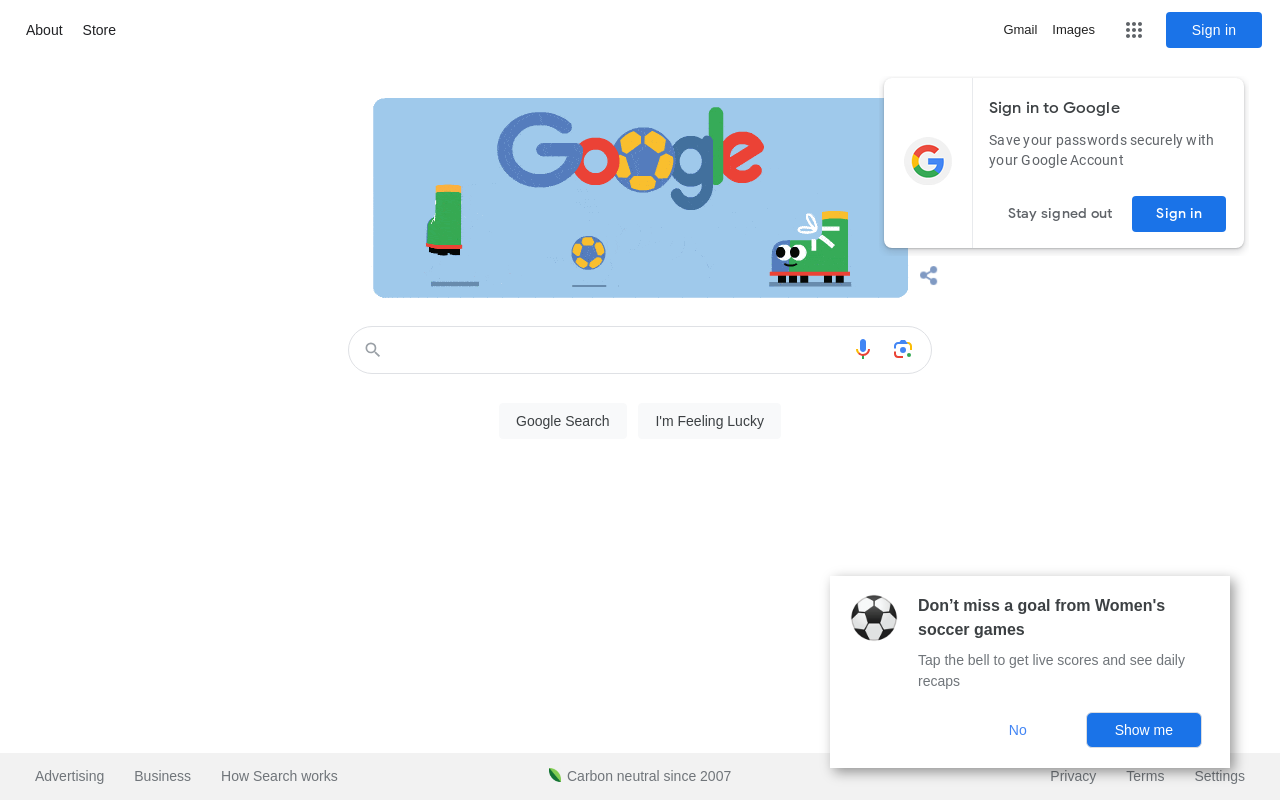 About Store Gmail Images Sign in
Google
Sign in to Google
Save your passwords securely with
your Google Account
Stay signed out Sign in
Google Search I'm Feeling Lucky
Don’t miss a goal from Women's
soccer games
Tap the bell to get live scores and see daily
recaps
No Show me
Advertising Business How Search works Carbon neutral since 2007 Privacy Terms Settings